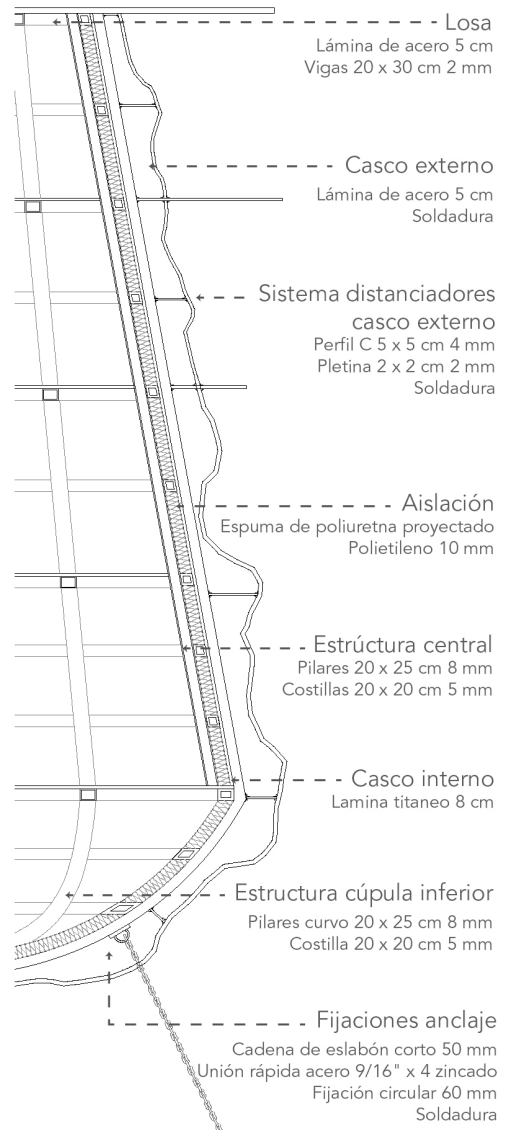 Losa
Lámina de acero 5 cm
Vigas 20 x 30 cm 2 mm
Casco externo
Lámina de acero 5 cm
Soldadura
Sistema distanciadores
casco externo
Perfil C 5 x 5 cm 4 mm
Pletina 2 x 2 cm 2 mm
Soldadura
Aislación
Espuma de poliuretna proyectado
Polietileno 10 mm
Estrúctura central
Pilares 20 x 25 cm 8 mm
Costillas 20 x 20 cm 5 mm
Casco interno
Lamina titaneo 8 cm
Estructura cúpula inferior
Pilares curvo 20 x 25 cm 8 mm
Costilla 20 x 20 cm 5 mm
Fijaciones anclaje
Cadena de eslabón corto 50 mm
Unión rápida acero 9/16" x 4 zincado
Fijación circular 60 mm
Soldadura